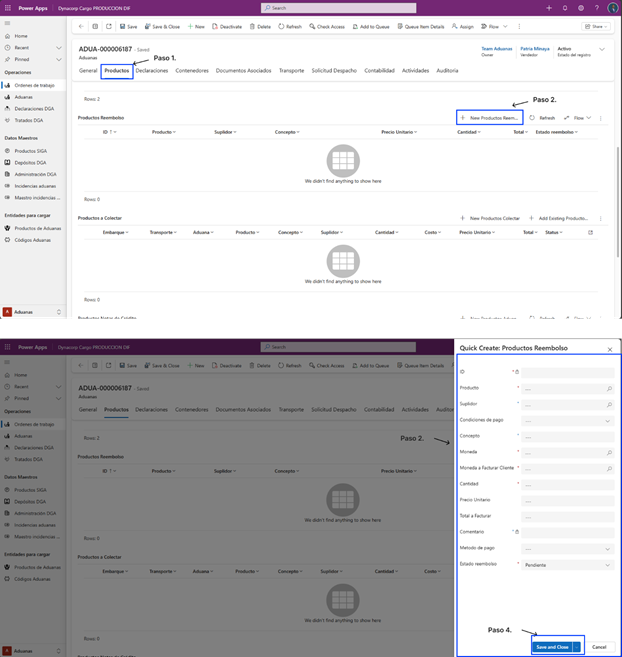 Power Apps Dynacorp Cargo PRODUCCION DIF Search
Save Save & Close New Deactivate Delete Refresh Check Access Add to Queue Queue Item Details Assign Flow Share
Home
Recent
Pinned
Operaciones
Ordenes de trabajo
Aduanas
Declaraciones DGA
Tratados DGA
Datos Maestros
Productos SIGA
Depósitos DGA
Administración DGA
Incidencias aduanas
Maestro incidencias ...
Entidades para cargar
Productos de Aduanas
Códigos Aduanas
A Aduanas
ADUA-000006187 - Saved
Aduanas
Team Aduanas
Owner
Patria Minaya
Vendedor
Activo
Estado del registro
Paso 1.
General Productos Declaraciones Contenedores Documentos Asociados Transporte Solicitud Despacho Contabilidad Actividades Auditoria
Rows: 2
Paso 2.
Productos Reembolso
New Productos Reem... Refresh Flow
ID Producto Suplidor Concepto Precio Unitario Cantidad Total Estado reembolso
We didn't find anything to show here
Rows: 0
Productos a Colectar
New Productos Colectar Add Existing Producto...
Embarque Transporte Aduana Producto Concepto Suplidor Cantidad Costo Precio Unitario Total Status
We didn't find anything to show here
Rows: 0
Power Apps Dynacorp Cargo PRODUCCION DIF Search
Save Save & Close New Deactivate Delete Refresh Check Access Add to Queue Queue Item Details
Home
Recent
Pinned
Operaciones
Ordenes de trabajo
Aduanas
Declaraciones DGA
Tratados DGA
Datos Maestros
Productos SIGA
Depósitos DGA
Administración DGA
Incidencias aduanas
Maestro incidencias ...
Entidades para cargar
Productos de Aduanas
Códigos Aduanas
A Aduanas
ADUA-000006187 - Saved
Aduanas
General Productos Declaraciones Contenedores Documentos Asociados Transporte Solicitud Despacho Contabilidad Actividades
Rows: 2
Paso 2.
Productos Reembolso
ID Producto Suplidor Concepto Precio Unitario
We didn't find anything to show here
Rows: 0
Productos a Colectar
Embarque Transporte Aduana Producto Concepto Suplidor Cantidad Costo
We didn't find anything to show here
Rows: 0
Quick Create: Productos Reembolso
ID *
Producto * ---
Suplidor * ---
Condiciones de pago * ---
Concepto * ---
Moneda * ---
Moneda a Facturar Cliente * ---
Cantidad * ---
Precio Unitario ---
Total a Facturar ---
Comentario *
Metodo de pago * ---
Estado reembolso * Pendiente
Paso 4.
Save and Close Cancel